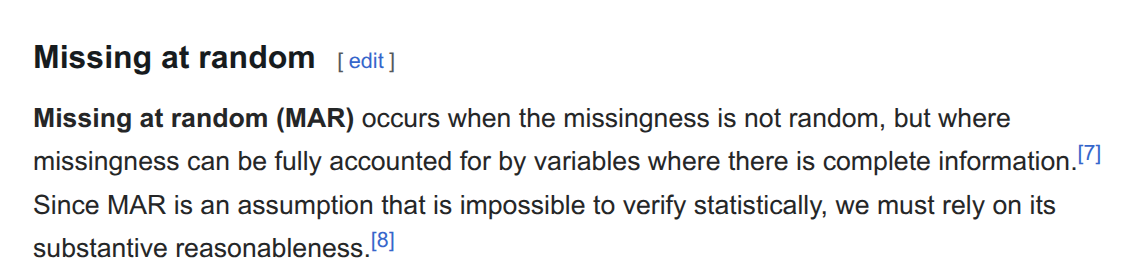 Missing at random [ edit ]
Missing at random (MAR) occurs when the missingness is not random, but where
missingness can be fully accounted for by variables where there is complete information.[7]
Since MAR is an assumption that is impossible to verify statistically, we must rely on its
substantive reasonableness.[8]